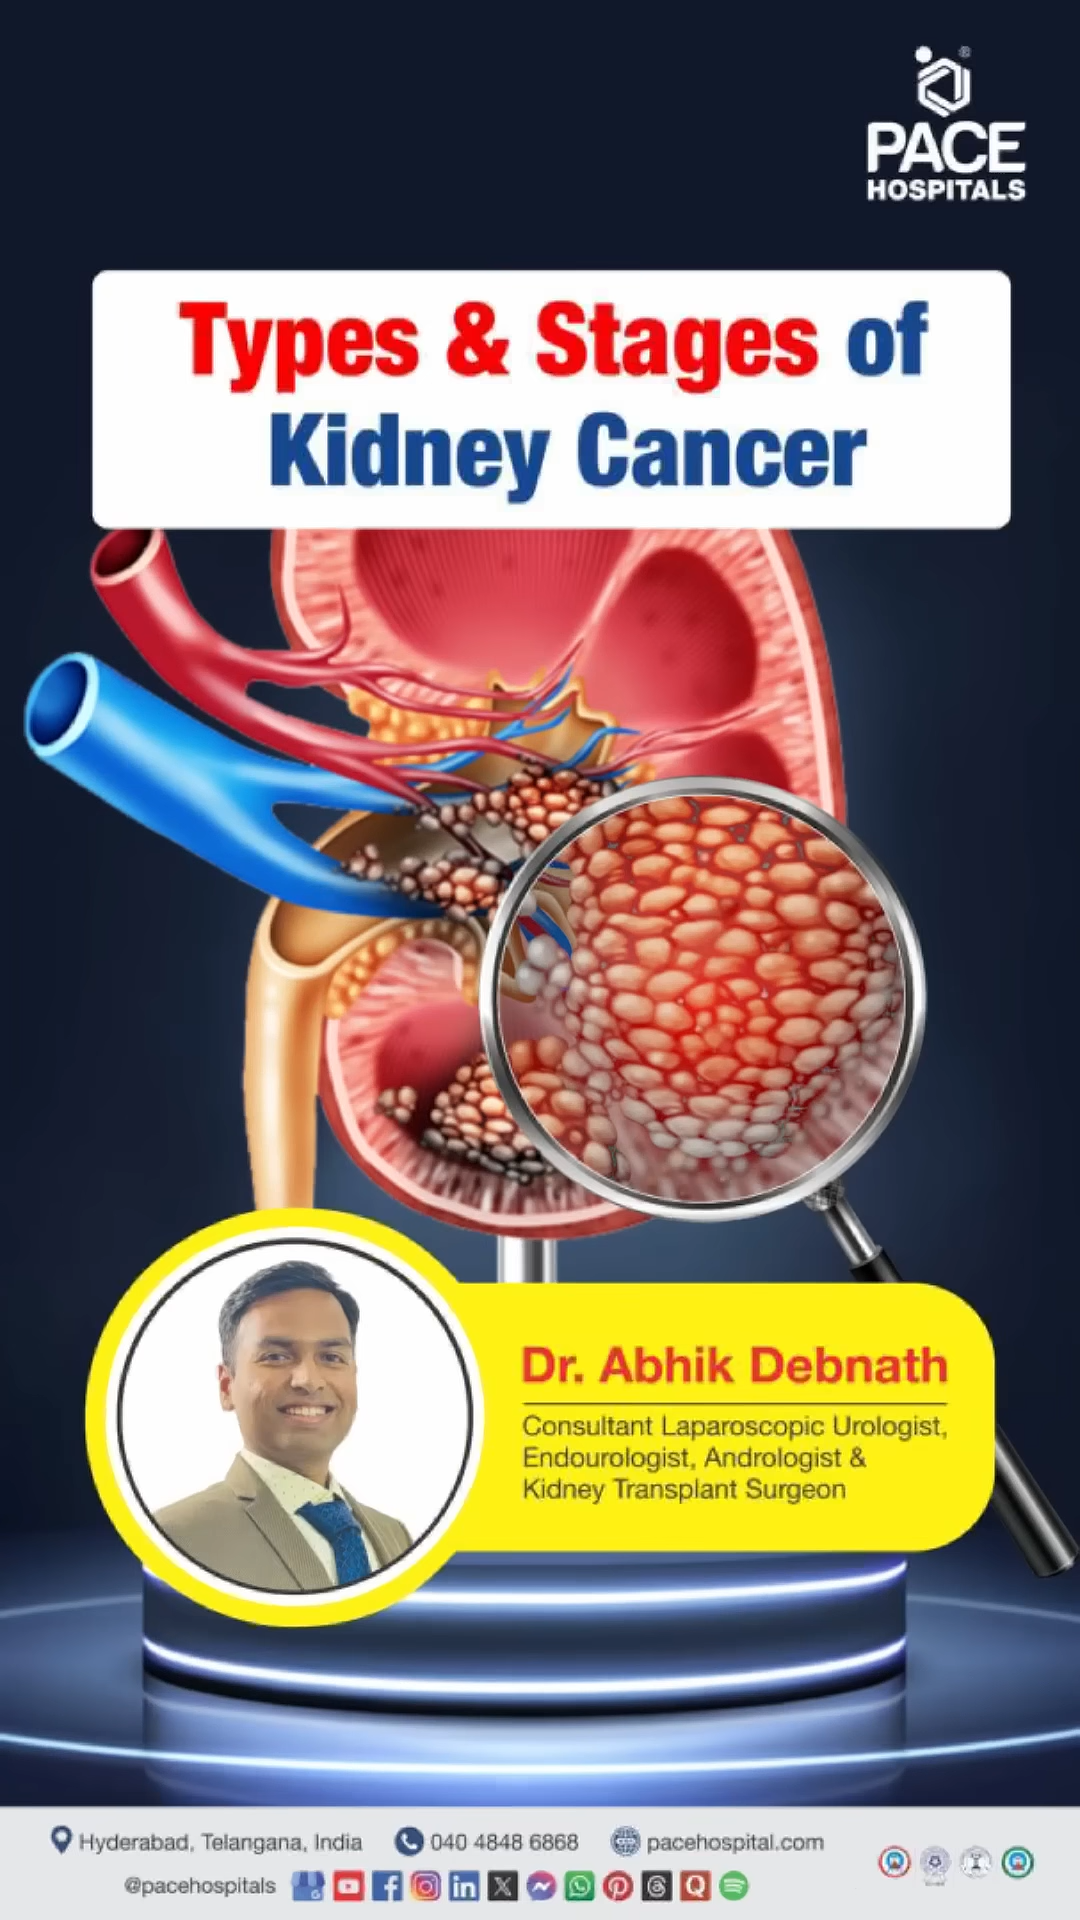 PACE
HOSPITALS
Types & Stages of
Kidney Cancer
Dr. Abhik Debnath
Consultant Laparoscopic Urologist,
Endourologist, Andrologist &
Kidney Transplant Surgeon
Hyderabad, Telangana, India 040 4848 6868 pacehospital.com
@pacehospitals